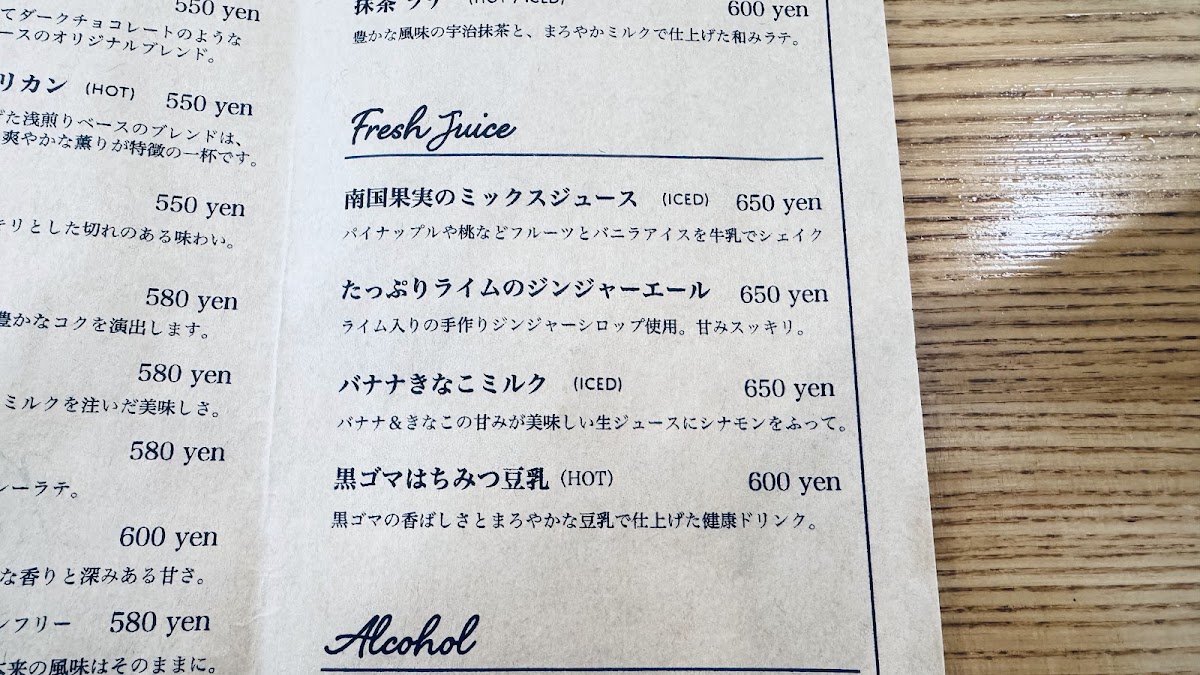 550 yen
てダークチョコレートのような
ースのオリジナルブレンド。
リカン (HOT) 550 yen
た浅煎りベースのブレンドは、
爽やかな薫りが特徴の一杯です。
550 yen
キリとした切れのある味わい。
580 yen
豊かなコクを演出します。
580 yen
ミルクを注いだ美味しさ。
580 yen
レーラテ。
600 yen
な香りと深みある甘さ。
ンフリー 580 yen
本来の風味はそのままに。
抹茶ラテ (HOT / ICED) 600 yen
豊かな風味の宇治抹茶と、まろやかミルクで仕上げた和みラテ。
Fresh Juice
南国果実のミックスジュース (ICED) 650 yen
パイナップルや桃などフルーツとバニラアイスを牛乳でシェイク
たっぷりライムのジンジャーエール 650 yen
ライム入りの手作りジンジャーシロップ使用。甘みスッキリ。
バナナきなこミルク (ICED) 650 yen
バナナ＆きなこの甘みが美味しい生ジュースにシナモンをふって。
黒ゴマはちみつ豆乳 (HOT) 600 yen
黒ゴマの香ばしさとまろやかな豆乳で仕上げた健康ドリンク。
Alcohol